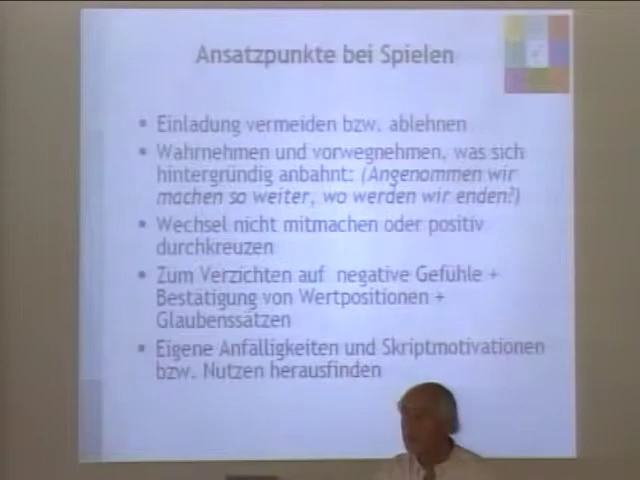 Ansatzpunkte bei Spielen
• Einladung vermeiden bzw. ablehnen
• Wahrnehmen und vorwegnehmen, was sich
hintergründig anbahnt: (Angenommen wir
machen so weiter, wo werden wir enden?)
• Wechsel nicht mitmachen oder positiv
durchkreuzen
• Zum Verzichten auf negative Gefühle +
Bestätigung von Wertpositionen +
Glaubenssätzen
• Eigene Anfälligkeiten und Skriptmotivationen
bzw. Nutzen herausfinden